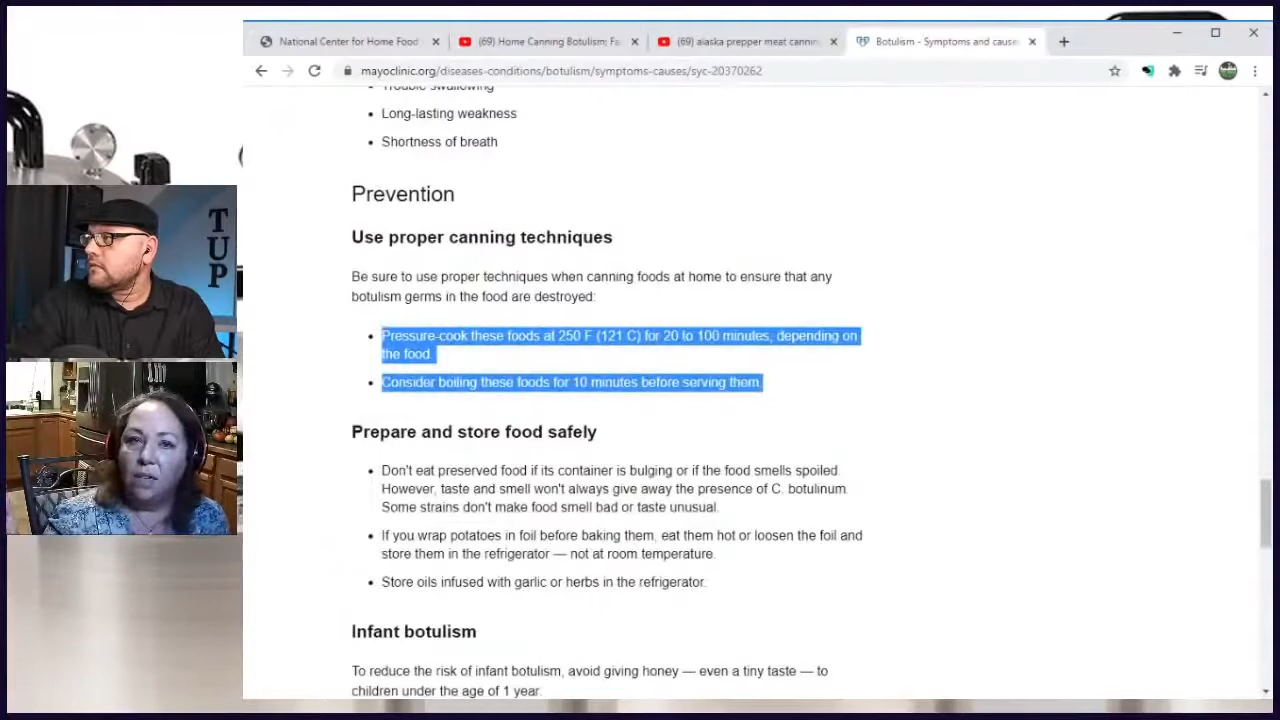 National Center for Home Food
(69) Home Canning Botulism: Fa
(69) alaska prepper meat canning
Botulism - Symptoms and cause
mayoclinic.org/diseases-conditions/botulism/symptoms-causes/syc-20370262
Trouble swallowing
Long-lasting weakness
Shortness of breath
Prevention
Use proper canning techniques
Be sure to use proper techniques when canning foods at home to ensure that any
botulism germs in the food are destroyed:
Pressure-cook these foods at 250 F (121 C) for 20 to 100 minutes, depending on
the food.
Consider boiling these foods for 10 minutes before serving them.
Prepare and store food safely
Don't eat preserved food if its container is bulging or if the food smells spoiled.
However, taste and smell won't always give away the presence of C. botulinum.
Some strains don't make food smell bad or taste unusual.
If you wrap potatoes in foil before baking them, eat them hot or loosen the foil and
store them in the refrigerator — not at room temperature.
Store oils infused with garlic or herbs in the refrigerator.
Infant botulism
To reduce the risk of infant botulism, avoid giving honey — even a tiny taste — to
children under the age of 1 year.
TUP